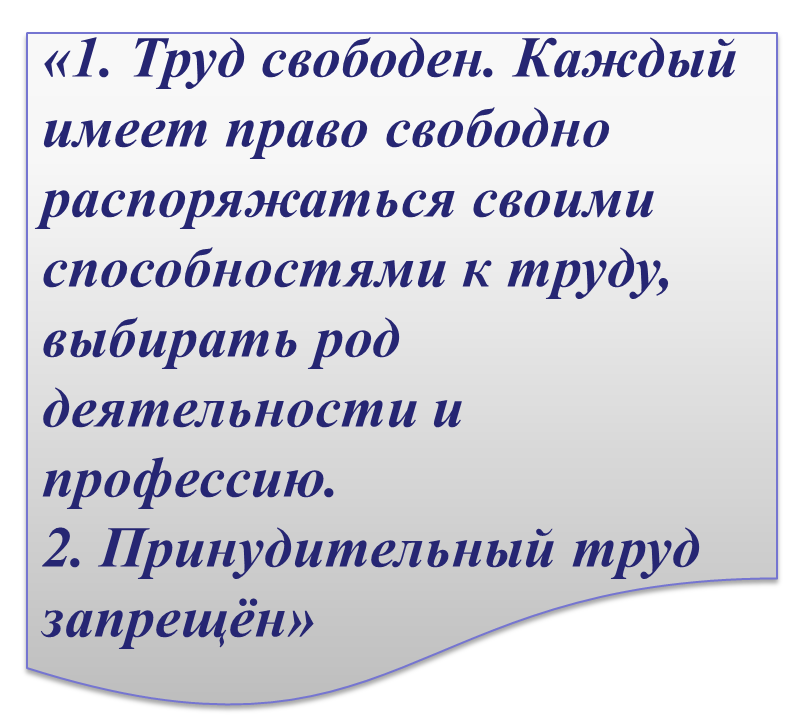 «1. Труд свободен. Каждый
имеет право свободно
распоряжаться своими
способностями к труду,
выбирать род
деятельности и
профессию.
2. Принудительный труд
запрещён»